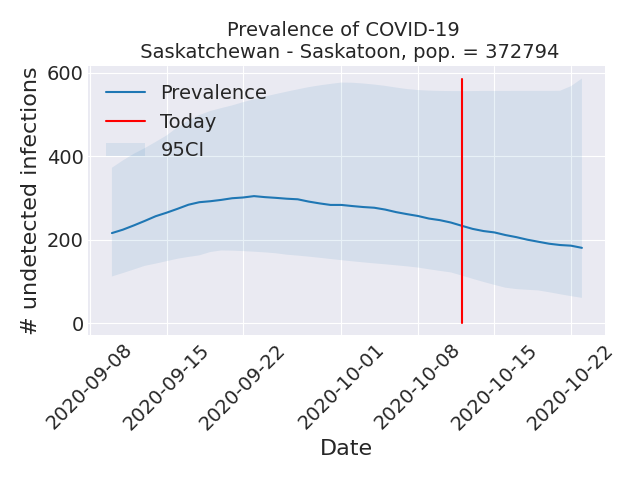 Prevalence of COVID-19
Saskatchewan - Saskatoon, pop. = 372794
# undetected infections
600
400
200
0
Prevalence
Today
95CI
2020-09-08
2020-09-15
2020-09-22
2020-10-01
2020-10-08
2020-10-15
2020-10-22
Date